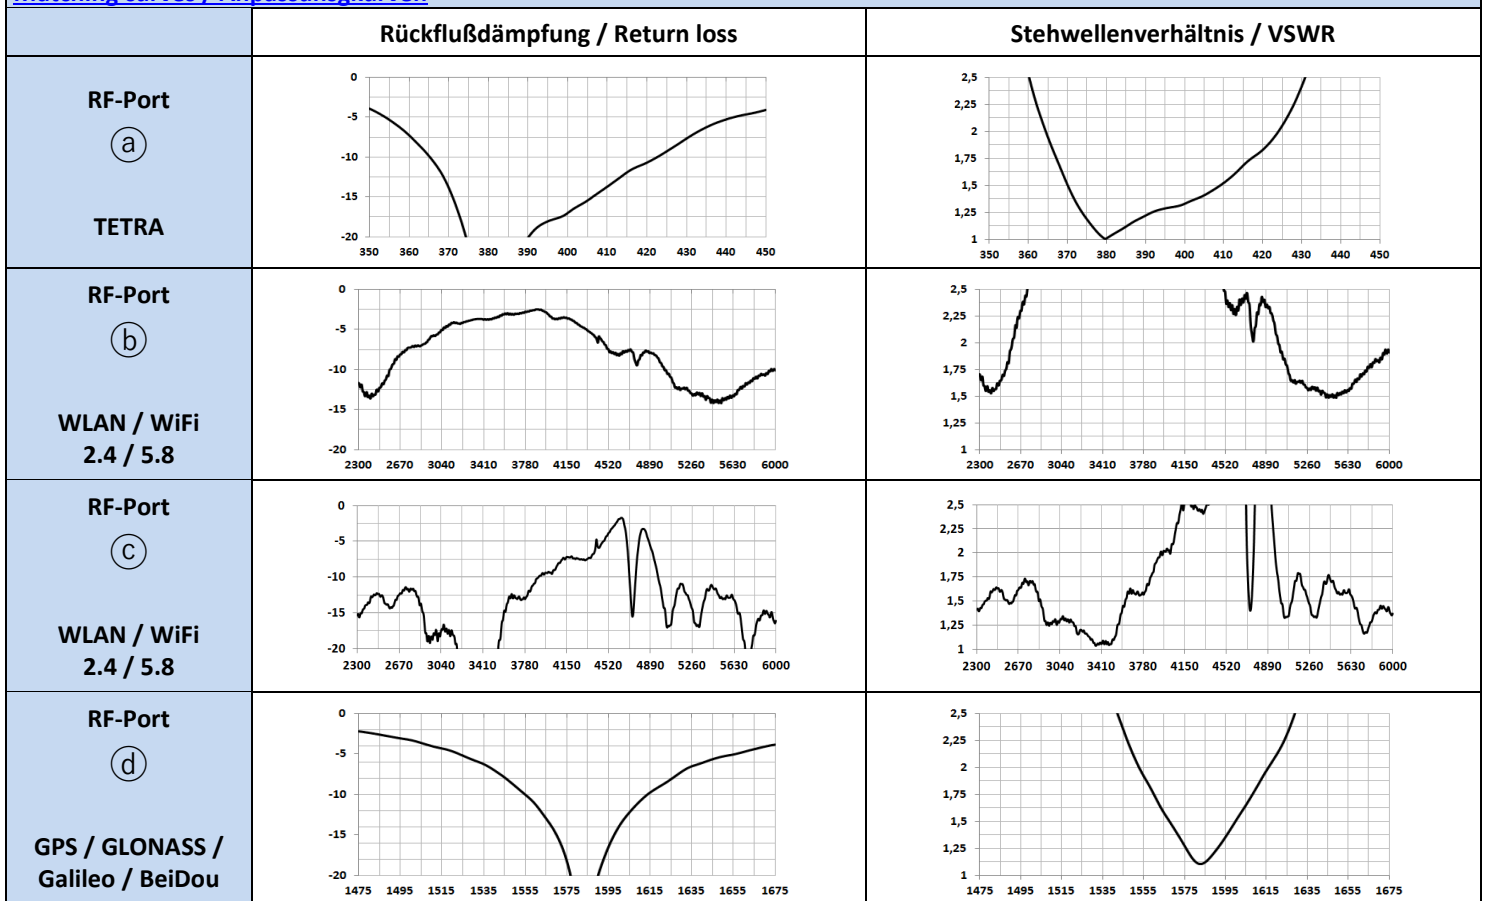 Matching curves / Anpassungskurven
Rückflußdämpfung / Return loss
Stehwellenverhältnis / VSWR
RF-Port
a
TETRA
0
-5
-10
-15
-20
350 360 370 380 390 400 410 420 430 440 450
2,5
2,25
2
1,75
1,5
1,25
1
350 360 370 380 390 400 410 420 430 440 450
RF-Port
b
WLAN / WiFi
2.4 / 5.8
0
-5
-10
-15
-20
2300 2670 3040 3410 3780 4150 4520 4890 5260 5630 6000
2,5
2,25
2
1,75
1,5
1,25
1
2300 2670 3040 3410 3780 4150 4520 4890 5260 5630 6000
RF-Port
c
WLAN / WiFi
2.4 / 5.8
0
-5
-10
-15
-20
2300 2670 3040 3410 3780 4150 4520 4890 5260 5630 6000
2,5
2,25
2
1,75
1,5
1,25
1
2300 2670 3040 3410 3780 4150 4520 4890 5260 5630 6000
RF-Port
d
GPS / GLONASS /
Galileo / BeiDou
0
-5
-10
-15
-20
1475 1495 1515 1535 1555 1575 1595 1615 1635 1655 1675
2,5
2,25
2
1,75
1,5
1,25
1
1475 1495 1515 1535 1555 1575 1595 1615 1635 1655 1675